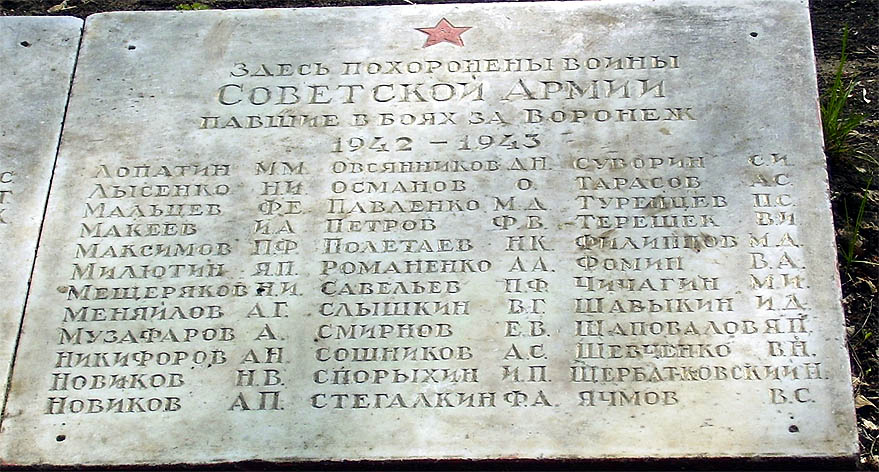 Здесь похоронены воины
Советской Армии
павшие в боях за Воронеж
1942 – 1943
Лопатин М.М. Овсянников Д.Н. Суворин С.И.
Лысенко Н.И. Османов О. Тарасов А.С.
Мальцев Ф.Е. Павленко М.Д. Турейцев П.С.
Макеев И.А. Петров Ф.В. Терешек В.И.
Максимов П.Ф. Полетаев Н.К. Филиппов М.А.
Милютин Я.П. Романенко А.А. Фомин В.А.
Мещеряков Н.И. Савельев П.Ф. Чичагин М.И.
Меняйлов А.Г. Слышкин В.Г. Шавыкин И.Д.
Музафаров А. Смирнов Е.В. Шаповалов Я.П.
Никифоров А.Н. Сошников А.С. Шевченко В.Н.
Новиков Н.В. Спорыхин И.П. Щербатковский Н.
Новиков А.П. Стегалкин Ф.А. Ячмов В.С.